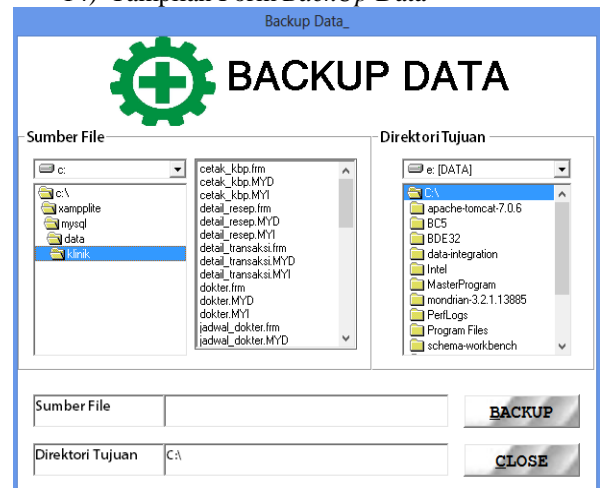 Backup Data_
BACKUP DATA
Sumber File
c:
c:\
xampplite
mysql
data
klinik
cetak_kbp.frm
cetak_kbp.MYD
cetak_kbp.MYI
detail_resep.frm
detail_resep.MYD
detail_resep.MYI
detail_transaksi.frm
detail_transaksi.MYD
detail_transaksi.MYI
dokter.frm
dokter.MYD
dokter.MYI
jadwal_dokter.frm
jadwal_dokter.MYD
Direktori Tujuan
e: [DATA]
C:\
apache-tomcat-7.0.6
BC5
BDE32
data-integration
Intel
MasterProgram
mondrian-3.2.1.13885
PerfLogs
Program Files
schema-workbench
Sumber File
BACKUP
Direktori Tujuan
C:\
CLOSE